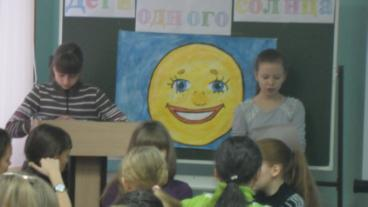 Дети
одного
солнца